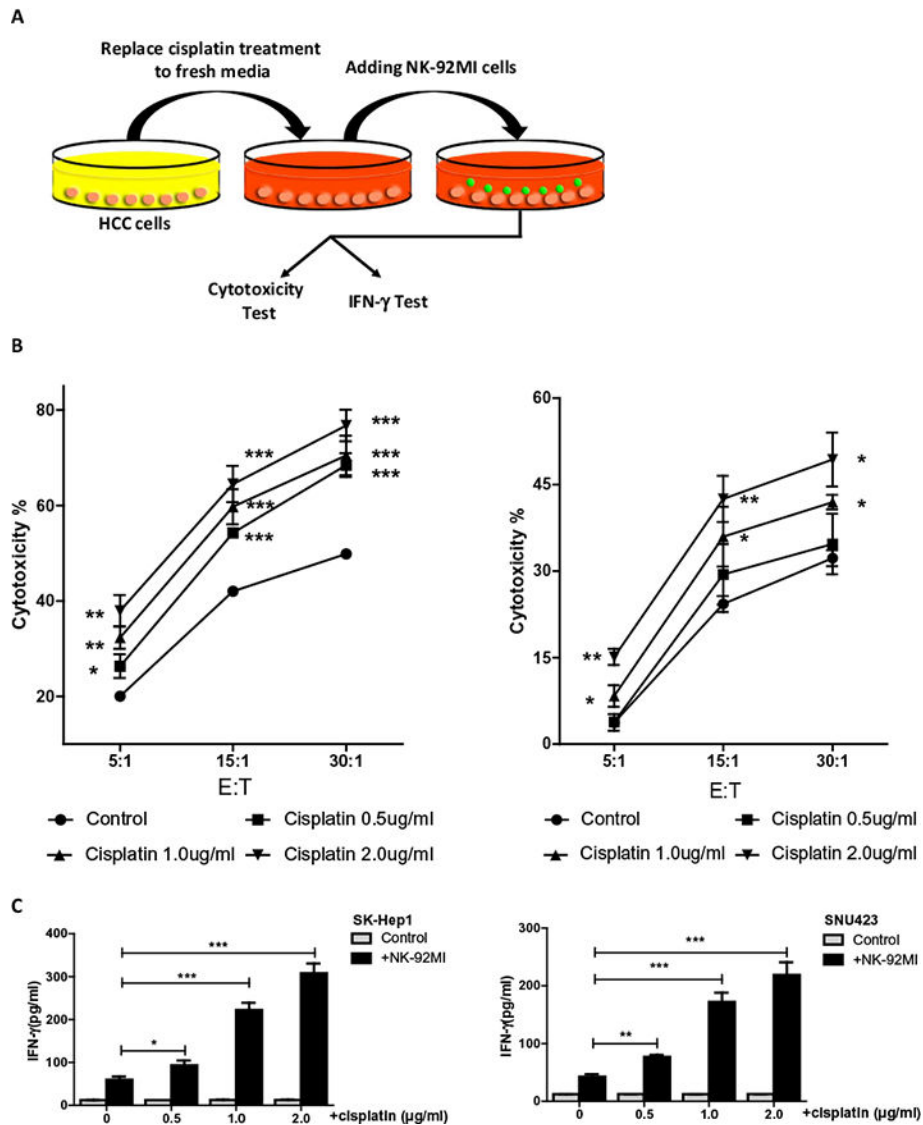 A
Replace cisplatin treatment
to fresh media
Adding NK-92MI cells
HCC cells
Cytotoxicity
Test
IFN-γ Test
B
Cytotoxicity %
80
60
40
20
***
***
***
***
***
***
**
**
*
5:1 15:1 30:1
E:T
Control Cisplatin 0.5ug/ml
Cisplatin 1.0ug/ml Cisplatin 2.0ug/ml
Cytotoxicity %
60
45
30
15
0
*
**
*
*
**
*
5:1 15:1 30:1
E:T
Control Cisplatin 0.5ug/ml
Cisplatin 1.0ug/ml Cisplatin 2.0ug/ml
C
SK-Hep1
Control
+NK-92MI
IFN-γ(pg/ml)
400
300
200
100
0
***
***
*
0 0.5 1.0 2.0 +cisplatin (μg/ml)
SNU423
Control
+NK-92MI
IFN-γ(pg/ml)
300
200
100
0
***
***
**
0 0.5 1.0 2.0 +cisplatin (μg/ml)